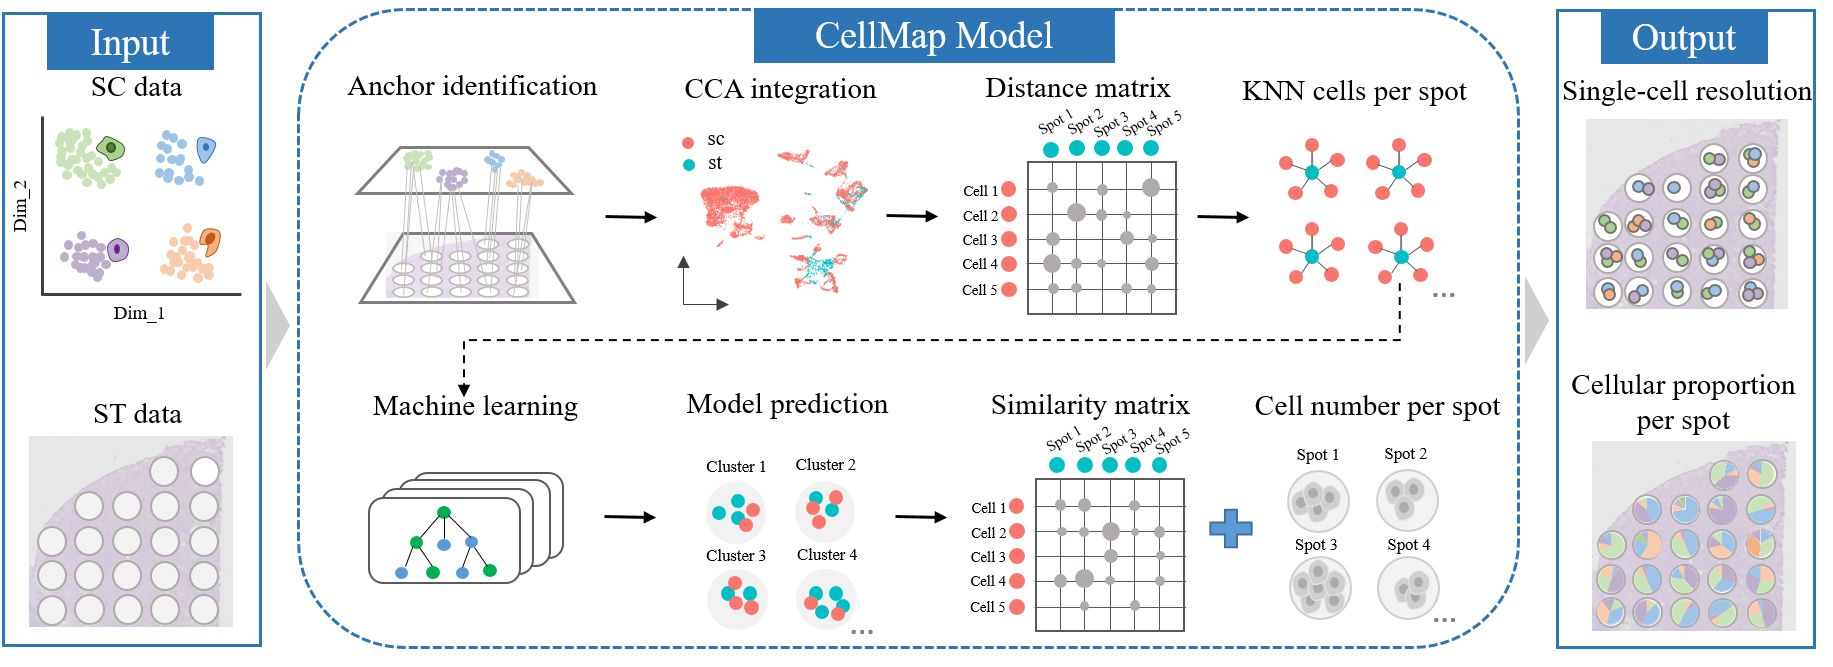 Input
SC data
Dim_2
Dim_1
ST data
CellMap Model
Anchor identification
CCA integration
sc
st
Distance matrix
Spot 1
Spot 2
Spot 3
Spot 4
Spot 5
Cell 1
Cell 2
Cell 3
Cell 4
Cell 5
KNN cells per spot
...
Machine learning
Model prediction
Cluster 1
Cluster 2
Cluster 3
Cluster 4
...
Similarity matrix
Spot 1
Spot 2
Spot 3
Spot 4
Spot 5
Cell 1
Cell 2
Cell 3
Cell 4
Cell 5
Cell number per spot
Spot 1
Spot 2
Spot 3
Spot 4
...
Output
Single-cell resolution
Cellular proportion
per spot